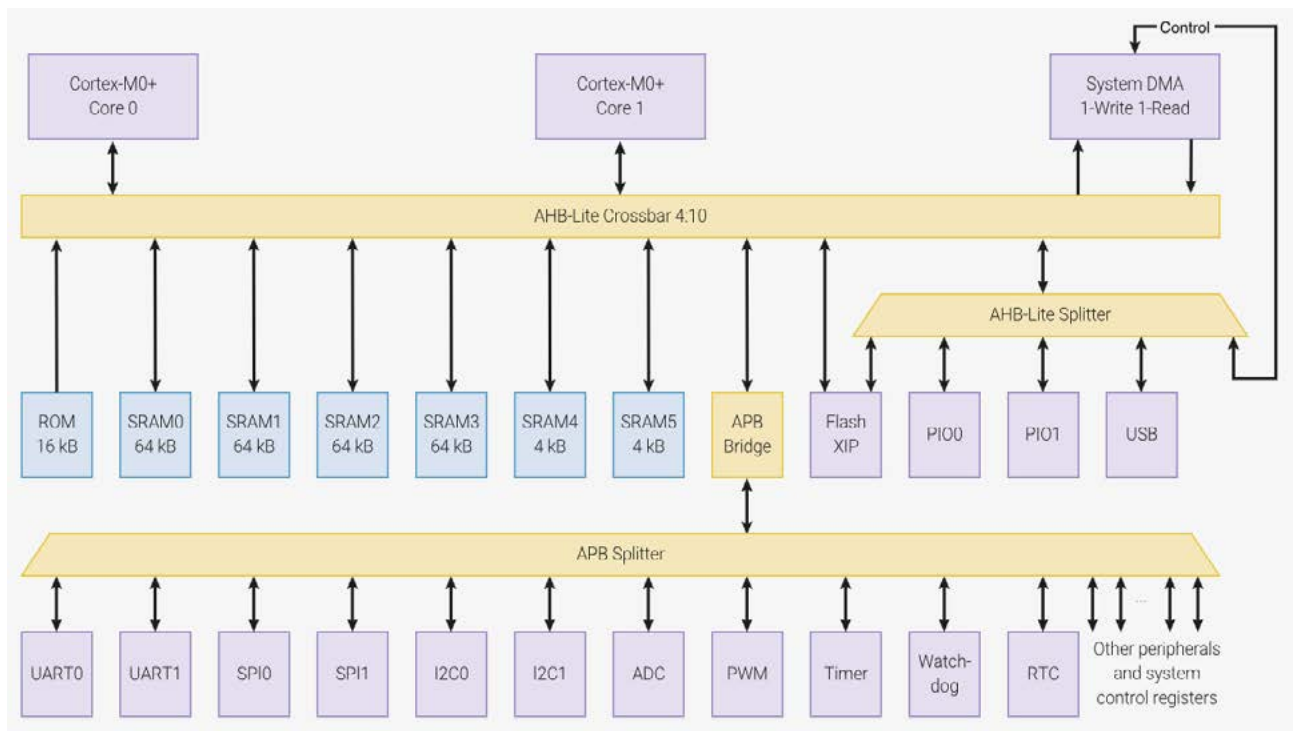 Control
Cortex-M0+
Core 0
Cortex-M0+
Core 1
System DMA
1-Write 1-Read
AHB-Lite Crossbar 4:10
AHB-Lite Splitter
ROM
16 kB
SRAM0
64 kB
SRAM1
64 kB
SRAM2
64 kB
SRAM3
64 kB
SRAM4
4 kB
SRAM5
4 kB
APB
Bridge
Flash
XIP
PIO0
PIO1
USB
APB Splitter
UART0
UART1
SPI0
SPI1
I2C0
I2C1
ADC
PWM
Timer
Watch-
dog
RTC
...
Other peripherals
and system
control registers